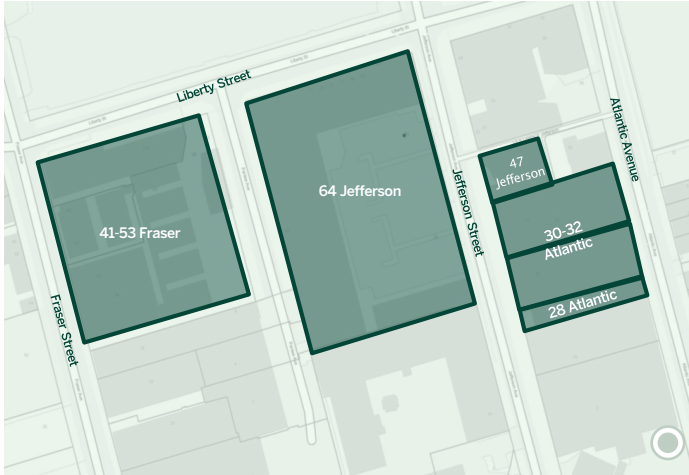 Liberty Street
47
Jefferson
64 Jefferson
41-53 Fraser
Jefferson Street
Atlantic Avenue
30-32
Atlantic
28 Atlantic
Fraser Street